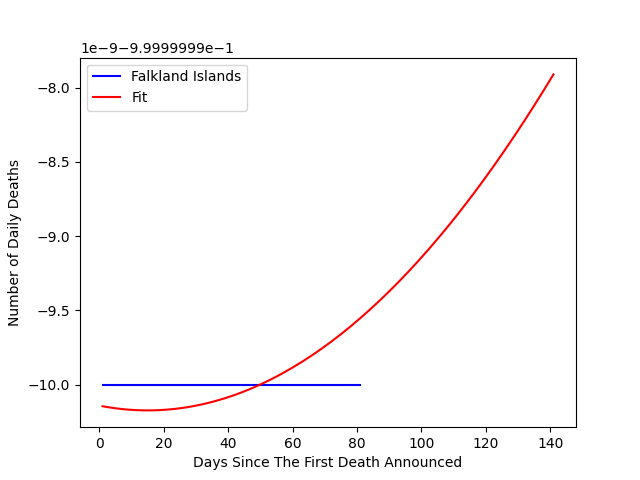 1e−9−9.9999999e−1
Number of Daily Deaths
−8.0
−8.5
−9.0
−9.5
−10.0
Falkland Islands
Fit
0 20 40 60 80 100 120 140
Days Since The First Death Announced